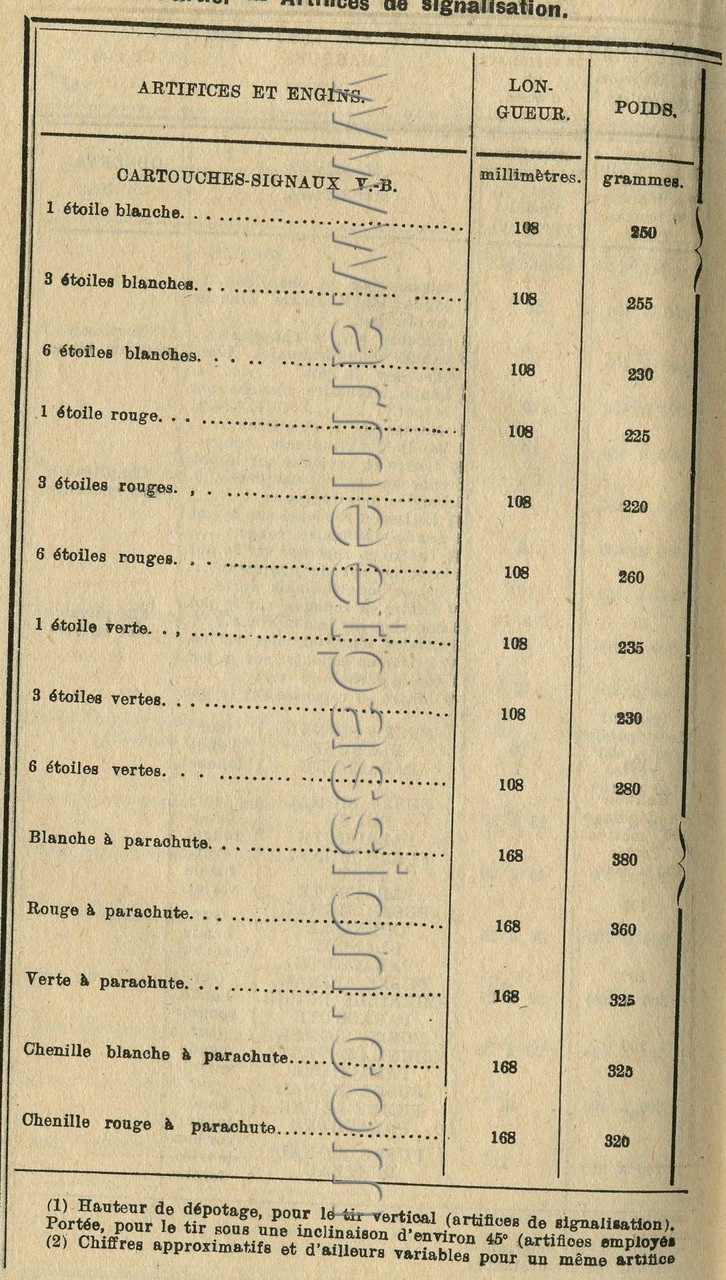 Artifices de signalisation.
ARTIFICES ET ENGINS.
LON-
GUEUR.
POIDS.
CARTOUCHES-SIGNAUX V.-B.
millimètres.
grammes.
1 étoile blanche. 108 250
3 étoiles blanches. 108 255
6 étoiles blanches. 108 230
1 étoile rouge. 108 225
3 étoiles rouges. 108 220
6 étoiles rouges. 108 260
1 étoile verte. 108 235
3 étoiles vertes. 108 230
6 étoiles vertes. 108 280
Blanche à parachute. 168 380
Rouge à parachute. 168 360
Verte à parachute. 168 325
Chenille blanche à parachute. 168 325
Chenille rouge à parachute. 168 320
(1) Hauteur de dépotage, pour le tir vertical (artifices de signalisation).
Portée, pour le tir sous une inclinaison d'environ 45° (artifices employés
(2) Chiffres approximatifs et d'ailleurs variables pour un même artifice